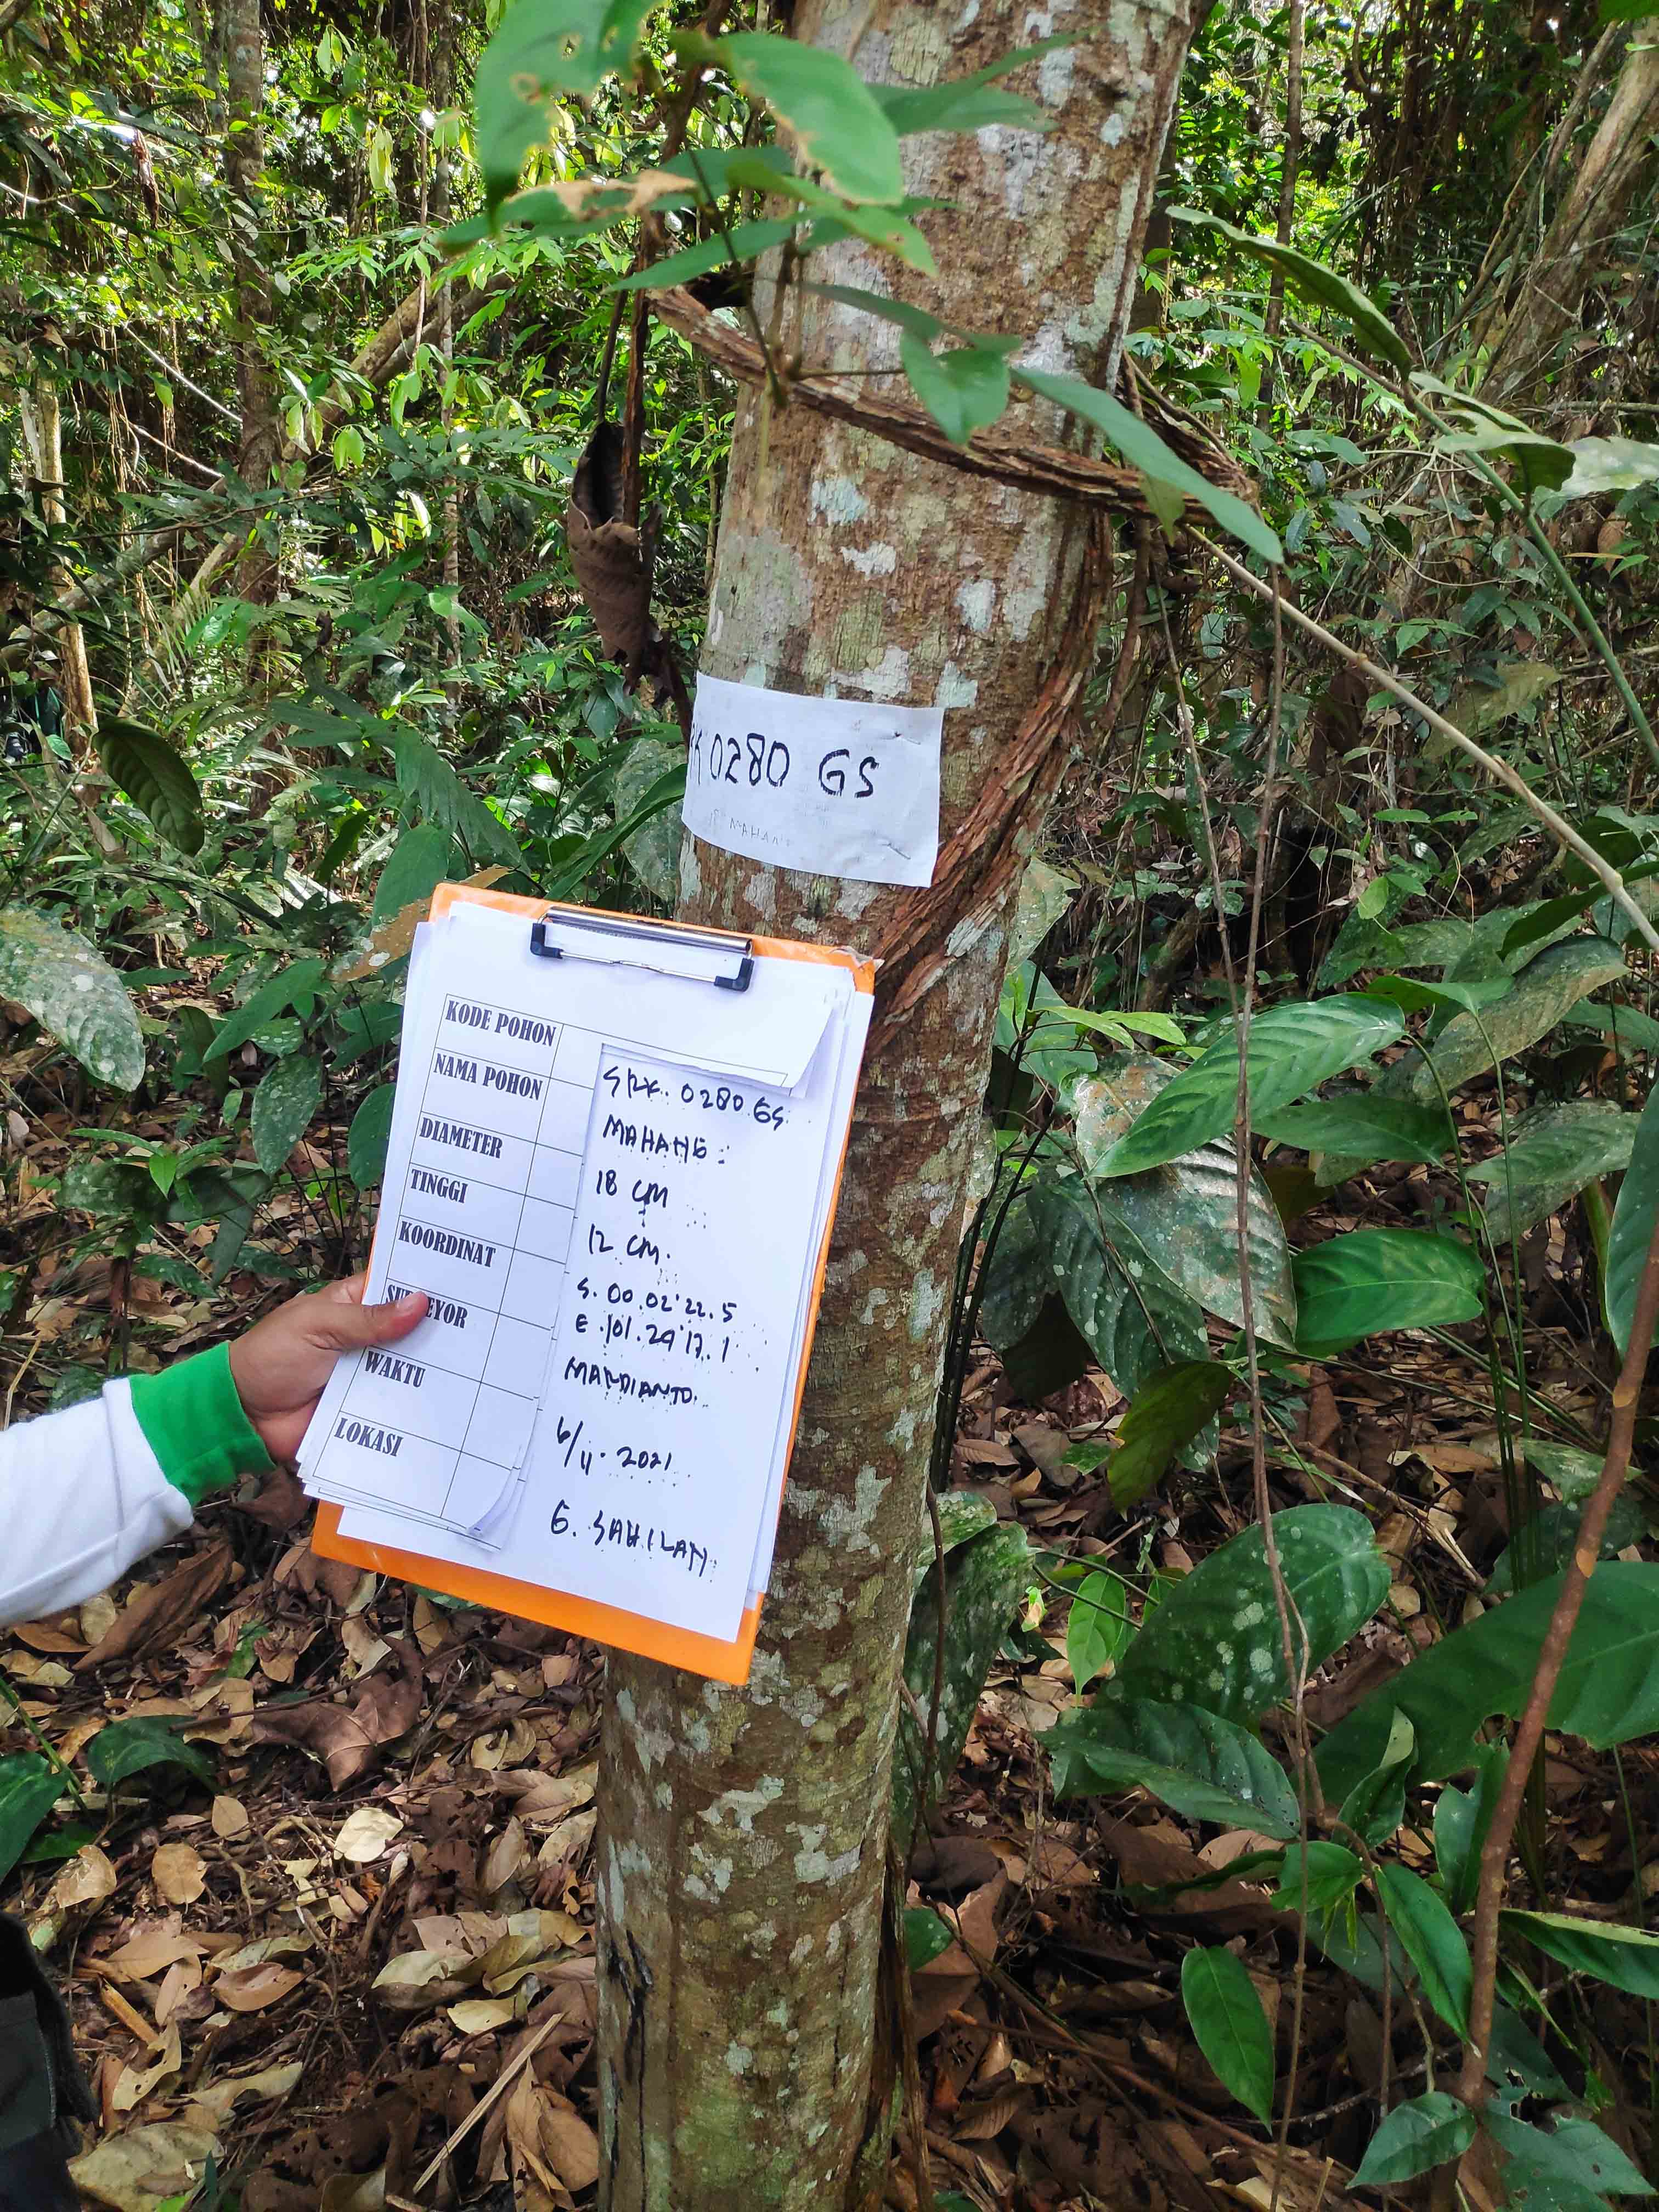 K 0280 GS
MAHANG
KODE POHON
NAMA POHON
DIAMETER
TINGGI
KOORDINAT
SURVEYOR
WAKTU
LOKASI
SRK. 0280.GS.
MAHANG:
18 CM
12 CM.
S. 00.02'22.5
E.101.29'17.1
MARDIANTO.
6/11-2021
G. SAHILAN